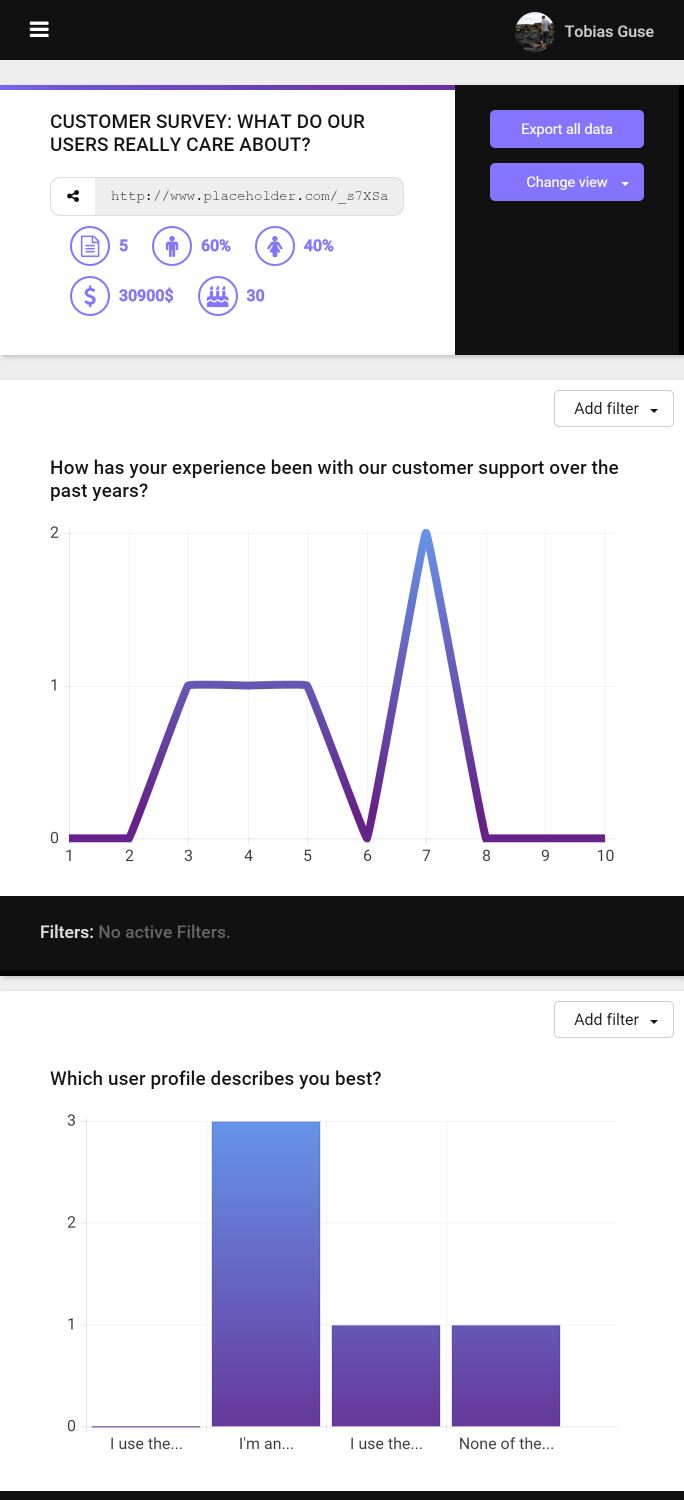 Tobias Guse
CUSTOMER SURVEY: WHAT DO OUR
USERS REALLY CARE ABOUT?
Export all data
Change view
http://www.placeholder.com/_s7XSa
5 60% 40%
30900$ 30
Add filter
How has your experience been with our customer support over the
past years?
2
1
0
1 2 3 4 5 6 7 8 9 10
Filters: No active Filters.
Add filter
Which user profile describes you best?
3
2
1
0
I use the... I'm an... I use the... None of the...